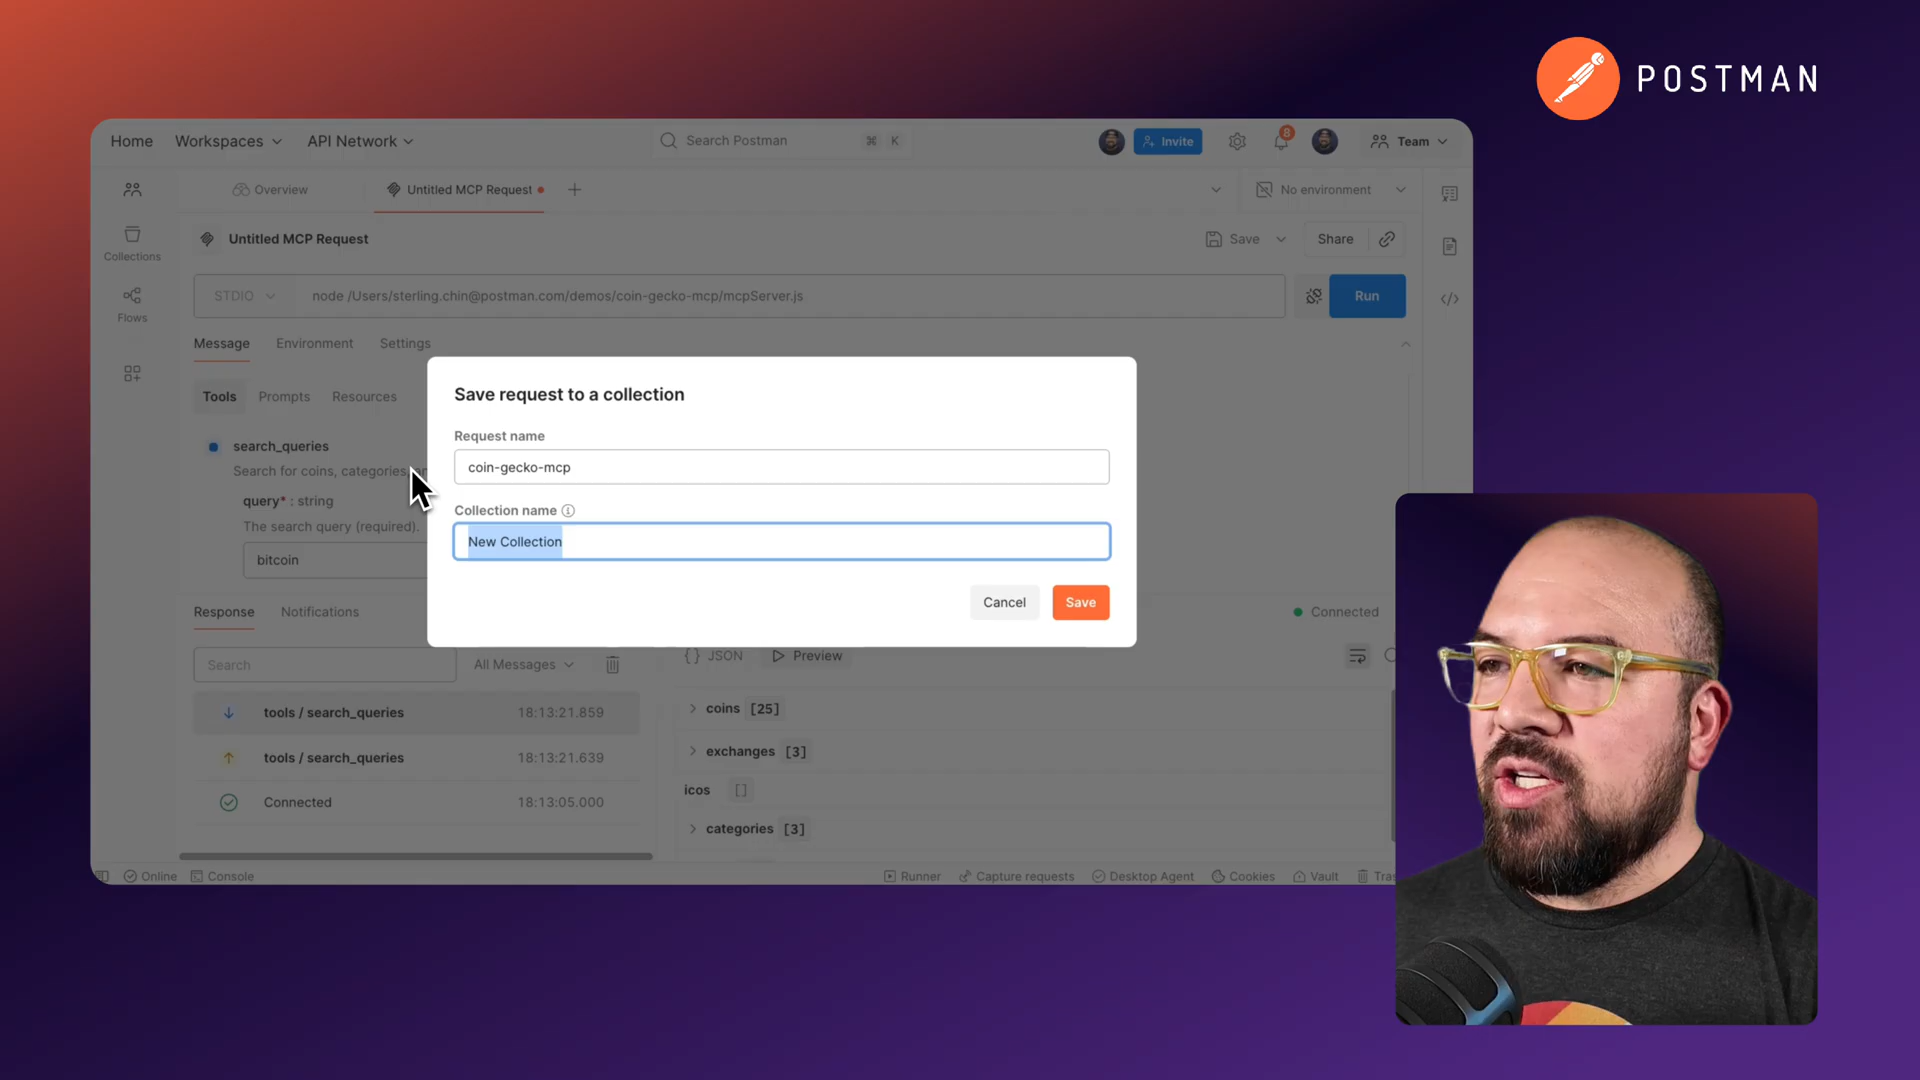 POSTMAN
Home
Workspaces
API Network
Search Postman
⌘ K
Invite
8
Team
Overview
Untitled MCP Request
No environment
Untitled MCP Request
Save
Share
Collections
Flows
STDIO
node /Users/sterling.chin@postman.com/demos/coin-gecko-mcp/mcpServer.js
Run
Message
Environment
Settings
Tools
Prompts
Resources
search_queries
Search for coins, categories
query* : string
The search query (required).
bitcoin
Save request to a collection
Request name
coin-gecko-mcp
Collection name
New Collection
Cancel
Save
Response
Notifications
Connected
Search
All Messages
{} JSON
Preview
tools / search_queries 18:13:21.859
tools / search_queries 18:13:21.639
Connected 18:13:05.000
coins [25]
exchanges [3]
icos []
categories [3]
Online
Console
Runner
Capture requests
Desktop Agent
Cookies
Vault